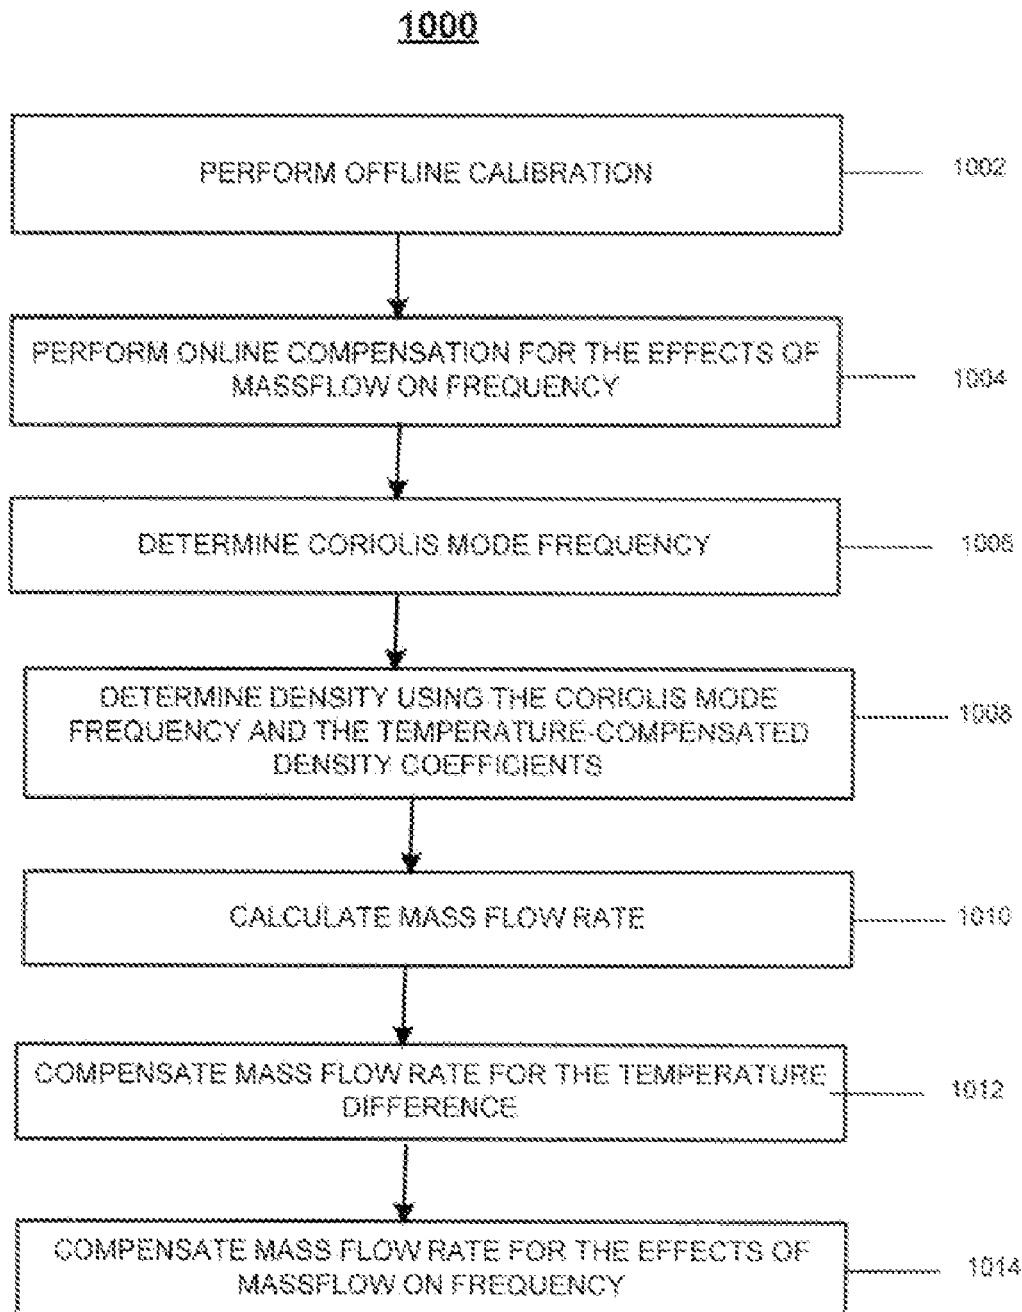 1000
PERFORM OFFLINE CALIBRATION
1002
PERFORM ONLINE COMPENSATION FOR THE EFFECTS OF
MASSFLOW ON FREQUENCY
1004
DETERMINE CORIOLIS MODE FREQUENCY
1006
DETERMINE DENSITY USING THE CORIOLIS MODE
FREQUENCY AND THE TEMPERATURE-COMPENSATED
DENSITY COEFFICIENTS
1008
CALCULATE MASS FLOW RATE
1010
COMPENSATE MASS FLOW RATE FOR THE TEMPERATURE
DIFFERENCE
1012
COMPENSATE MASS FLOW RATE FOR THE EFFECTS OF
MASSFLOW ON FREQUENCY
1014